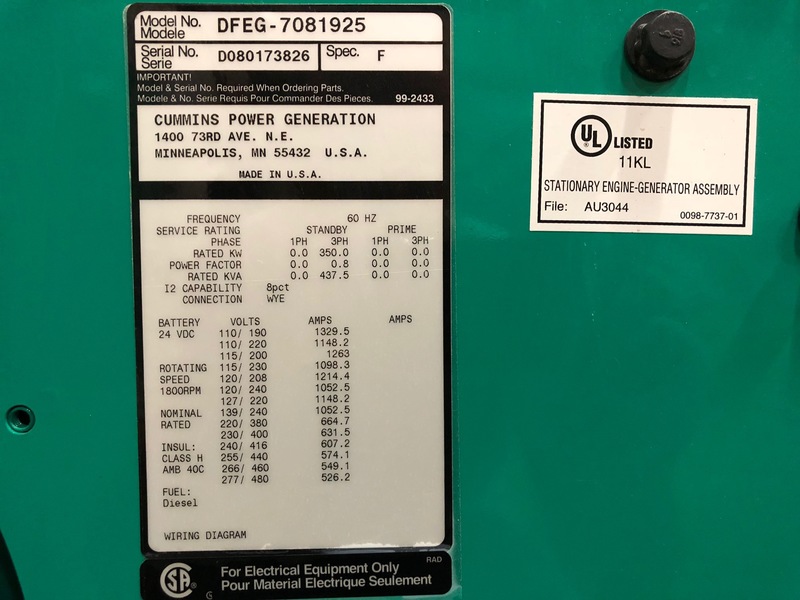 Model No. DFEG-7081925
Modele
Serial No. D080173826 Spec. F
Serie
IMPORTANT!
Model & Serial No. Required When Ordering Parts.
Modele & No. Serie Requis Pour Commander Des Pieces. 99-2433
CUMMINS POWER GENERATION
1400 73RD AVE. N.E.
MINNEAPOLIS, MN 55432 U.S.A.
MADE IN U.S.A.
FREQUENCY 60 HZ
SERVICE RATING STANDBY PRIME
PHASE 1PH 3PH 1PH 3PH
RATED KW 0.0 350.0 0.0 0.0
POWER FACTOR 0.0 0.8 0.0 0.0
RATED KVA 0.0 437.5 0.0 0.0
I2 CAPABILITY 8pct
CONNECTION WYE
BATTERY VOLTS AMPS AMPS
24 VDC 110/ 190 1329.5
110/ 220 1148.2
115/ 200 1263
ROTATING 115/ 230 1098.3
SPEED 120/ 208 1214.4
1800RPM 120/ 240 1052.5
127/ 220 1148.2
NOMINAL 139/ 240 1052.5
RATED 220/ 380 664.7
230/ 400 631.5
INSUL: 240/ 416 607.2
CLASS H 255/ 440 574.1
AMB 40C 266/ 460 549.1
277/ 480 526.2
FUEL:
Diesel
WIRING DIAGRAM
RAD
SA ® For Electrical Equipment Only
G Pour Material Electrique Seulement
UL ® LISTED
11KL
STATIONARY ENGINE-GENERATOR ASSEMBLY
File: AU3044 0098-7737-01